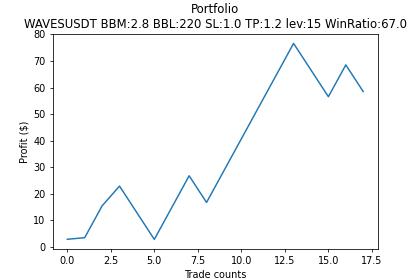 Portfolio
WAVESUSDT BBM:2.8 BBL:220 SL:1.0 TP:1.2 lev:15 WinRatio:67.0
80
70
60
50
40
30
20
10
0
Profit ($)
0.0 2.5 5.0 7.5 10.0 12.5 15.0 17.5
Trade counts